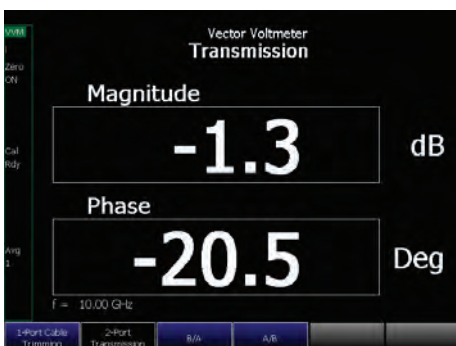 VVM
Vector Voltmeter
Transmission
Zero
ON
Magnitude
-1.3 dB
Cal
Rdy
Phase
-20.5 Deg
Avg
1
f = 10.00 GHz
1-Port Cable
Trimming
2-Port
Transmission
B/A
A/B